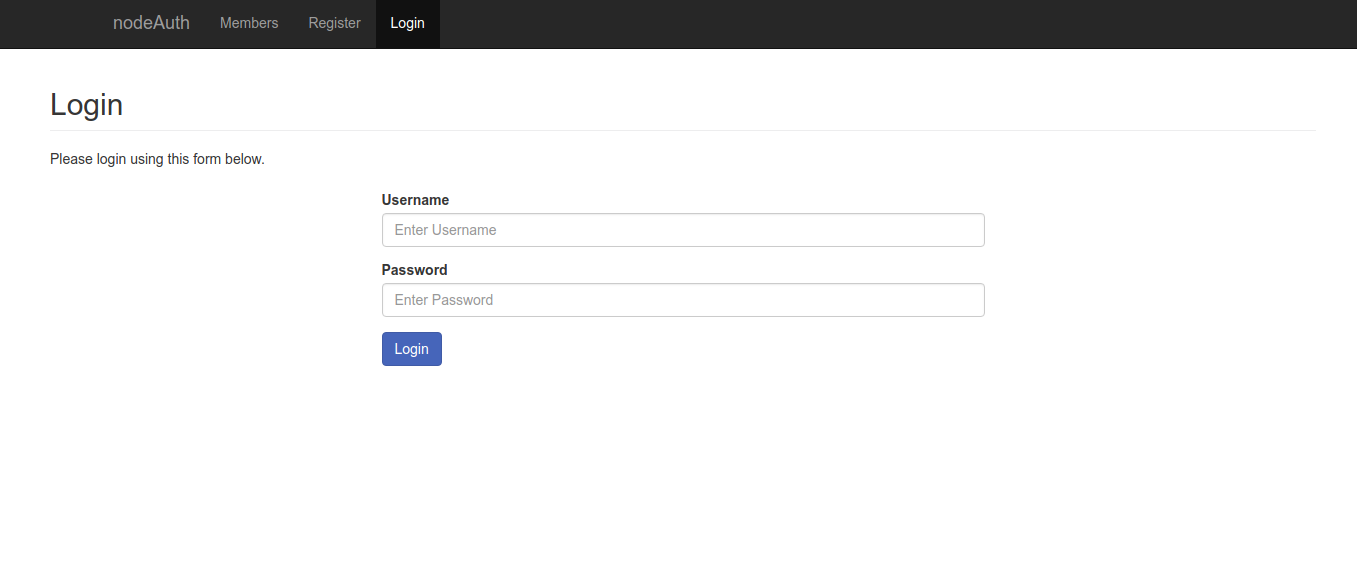 nodeAuth Members Register Login
Login
Please login using this form below.
Username
Enter Username
Password
Enter Password
Login